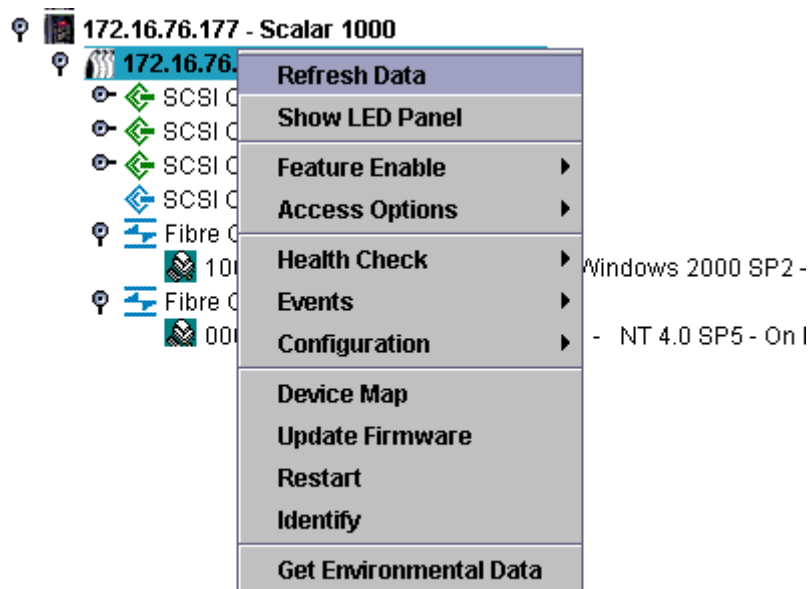 172.16.76.177 - Scalar 1000
172.16.76.
Refresh Data
SCSI
Show LED Panel
SCSI
SCSI
Feature Enable
SCSI
Access Options
Fibre
Health Check
Windows 2000 SP2 -
Fibre
Events
Configuration
- NT 4.0 SP5 - On
Device Map
Update Firmware
Restart
Identify
Get Environmental Data